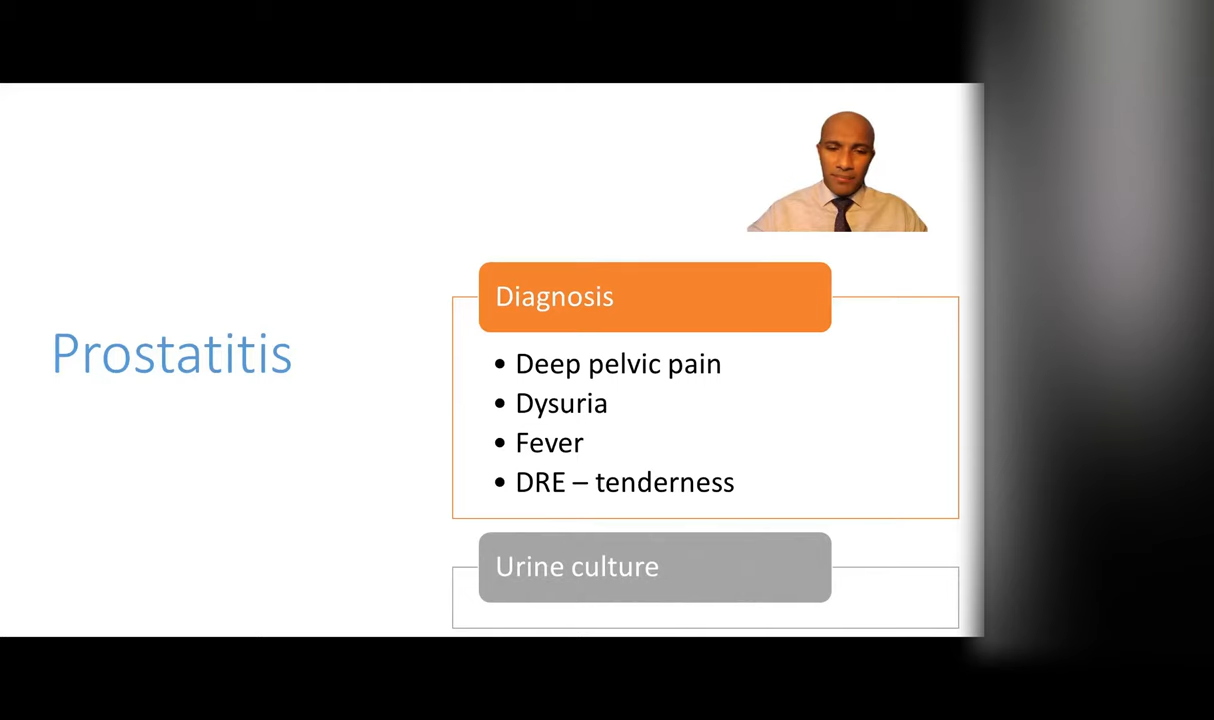 Prostatitis
Diagnosis
• Deep pelvic pain
• Dysuria
• Fever
• DRE – tenderness
Urine culture